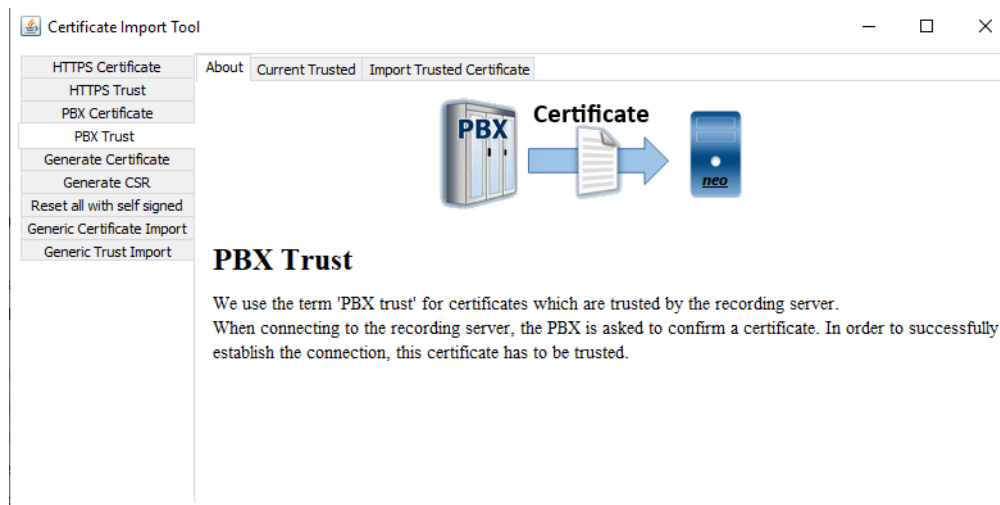 Certificate Import Tool
HTTPS Certificate
HTTPS Trust
PBX Certificate
PBX Trust
Generate Certificate
Generate CSR
Reset all with self signed
Generic Certificate Import
Generic Trust Import
About Current Trusted Import Trusted Certificate
PBX
Certificate
neo
PBX Trust
We use the term 'PBX trust' for certificates which are trusted by the recording server.
When connecting to the recording server, the PBX is asked to confirm a certificate. In order to successfully
establish the connection, this certificate has to be trusted.